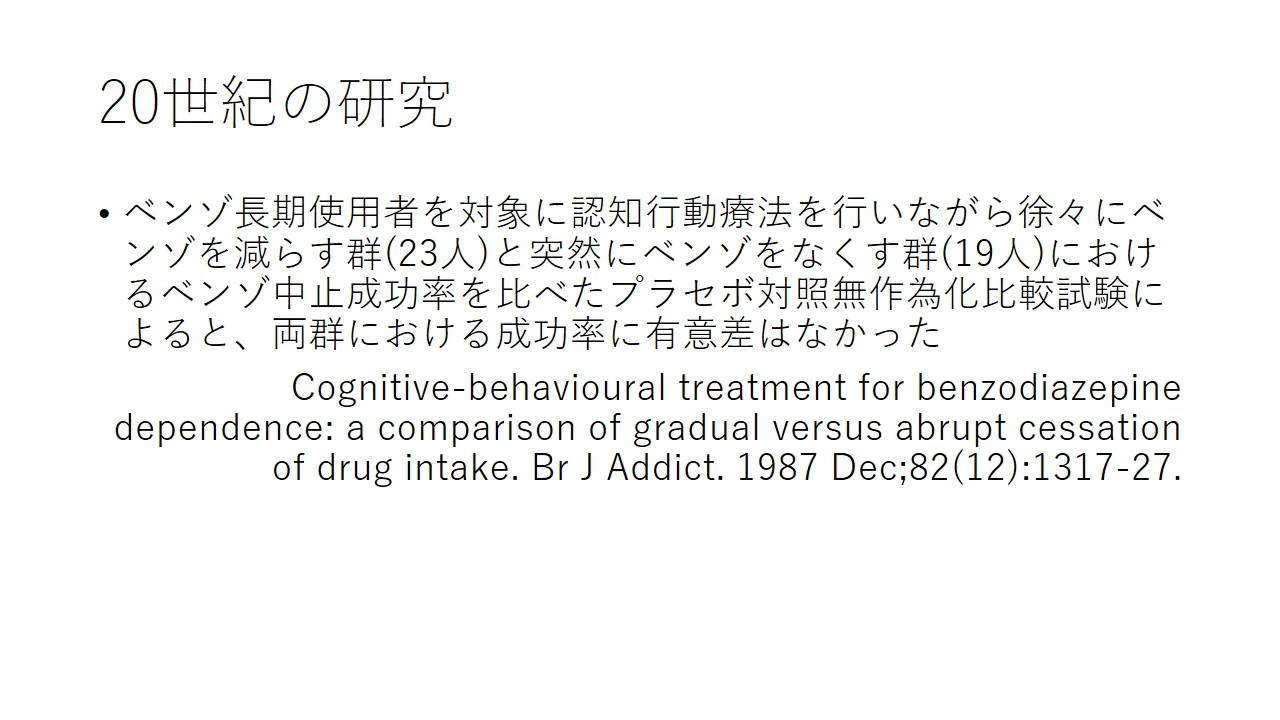 20世紀の研究
• ベンゾ長期使用者を対象に認知行動療法を行いながら徐々にベ
ンゾを減らす群(23人)と突然にベンゾをなくす群(19人)におけ
るベンゾ中止成功率を比べたプラセボ対照無作為化比較試験に
よると、両群における成功率に有意差はなかった
Cognitive-behavioural treatment for benzodiazepine
dependence: a comparison of gradual versus abrupt cessation
of drug intake. Br J Addict. 1987 Dec;82(12):1317-27.